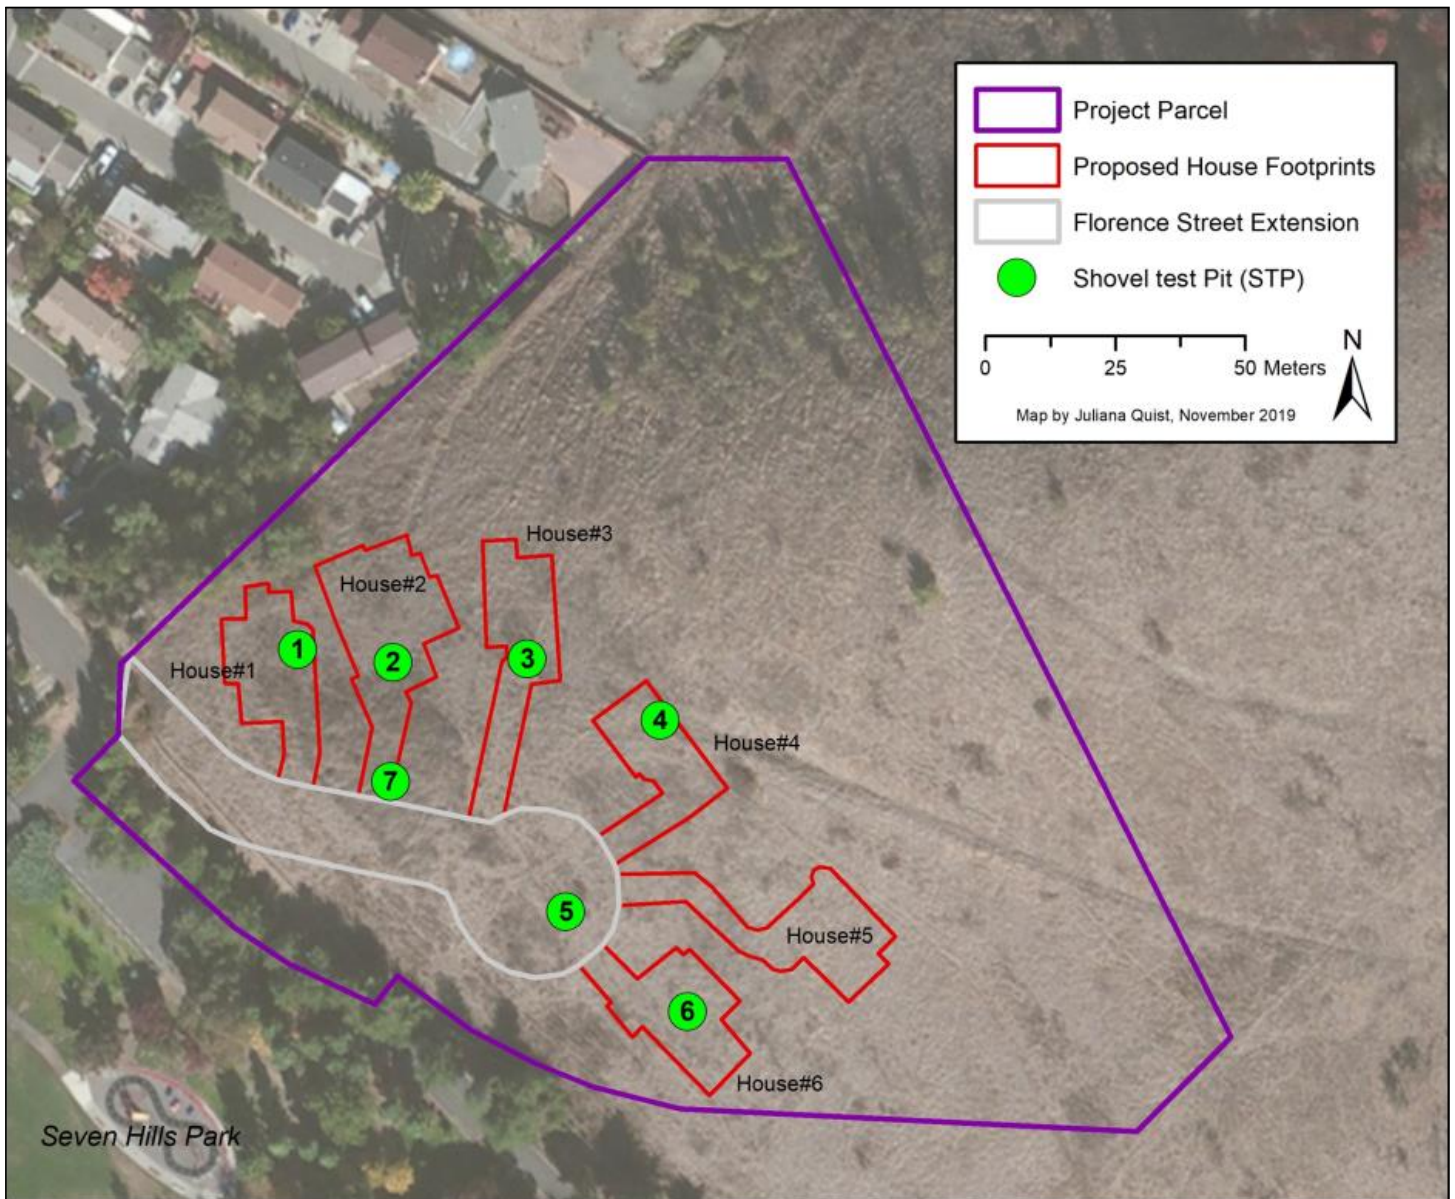 Project Parcel
Proposed House Footprints
Florence Street Extension
Shovel test Pit (STP)
N
0 25 50 Meters
Map by Juliana Quist, November 2019
House#3
House#2
1
2
3
House#1
4
House#4
7
5
House#5
6
House#6
Seven Hills Park